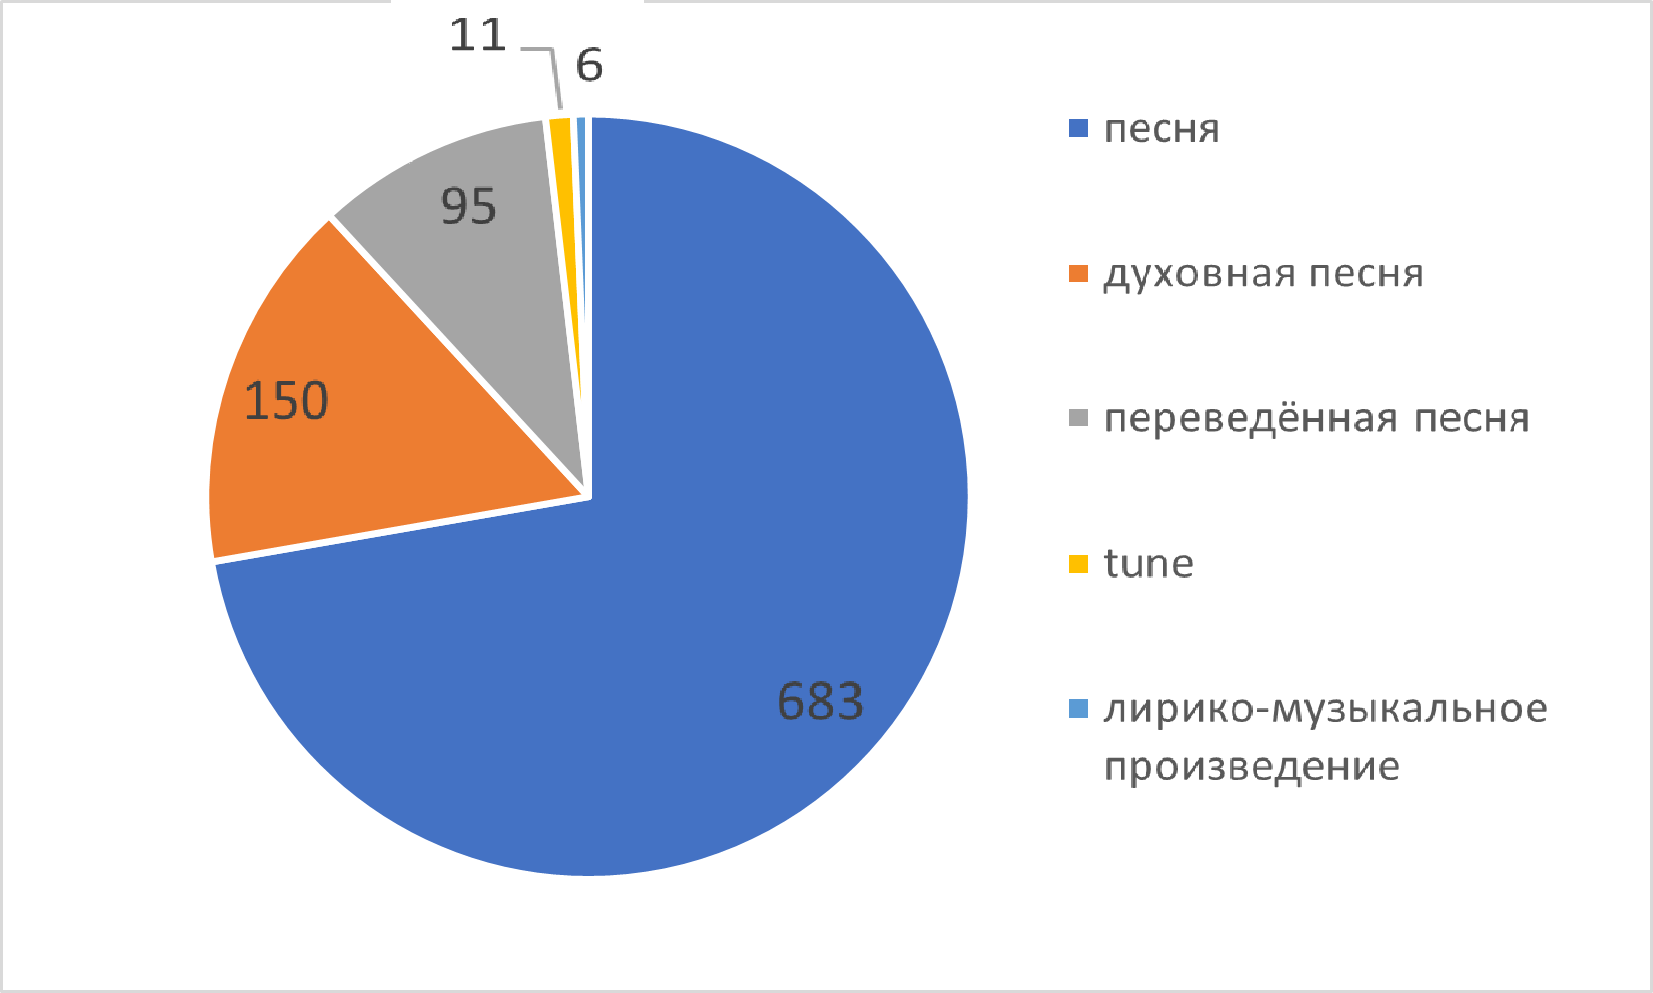 11
6
95
150
683
песня
духовная песня
переведённая песня
tune
лирико-музыкальное
произведение